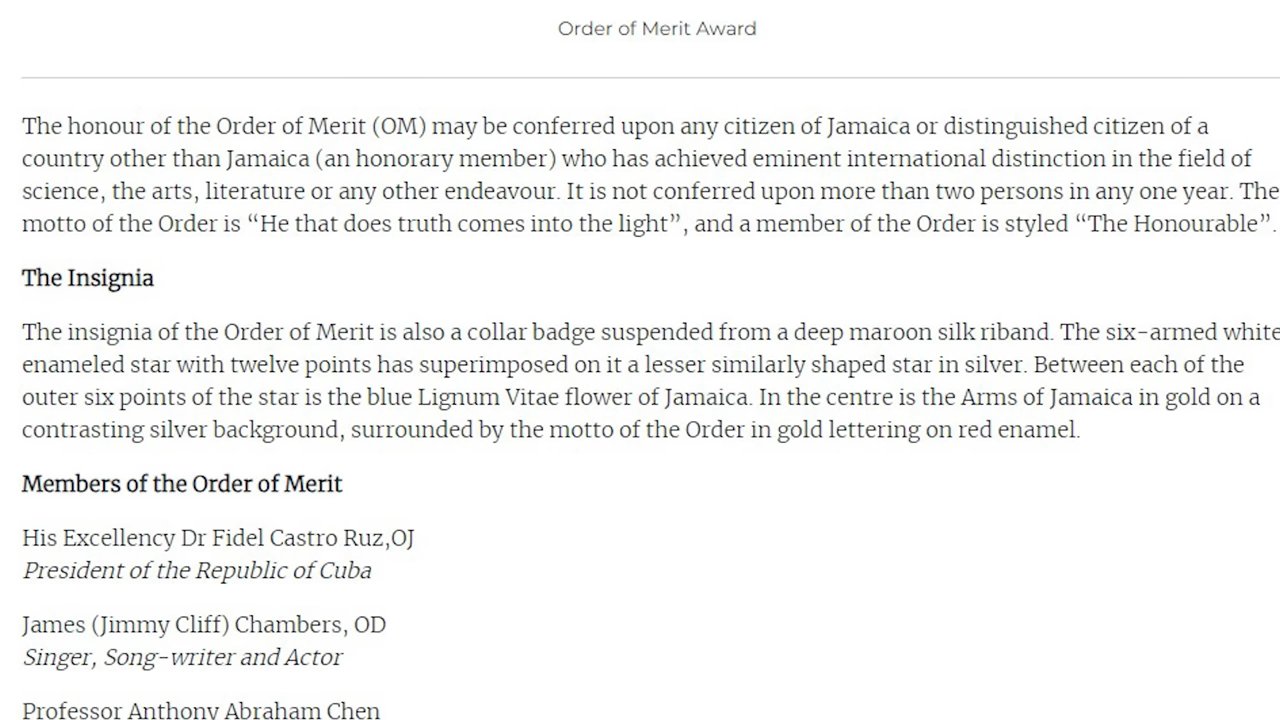 Order of Merit Award
The honour of the Order of Merit (OM) may be conferred upon any citizen of Jamaica or distinguished citizen of a
country other than Jamaica (an honorary member) who has achieved eminent international distinction in the field of
science, the arts, literature or any other endeavour. It is not conferred upon more than two persons in any one year. The
motto of the Order is “He that does truth comes into the light”, and a member of the Order is styled “The Honourable”.
The Insignia
The insignia of the Order of Merit is also a collar badge suspended from a deep maroon silk riband. The six-armed white
enameled star with twelve points has superimposed on it a lesser similarly shaped star in silver. Between each of the
outer six points of the star is the blue Lignum Vitae flower of Jamaica. In the centre is the Arms of Jamaica in gold on a
contrasting silver background, surrounded by the motto of the Order in gold lettering on red enamel.
Members of the Order of Merit
His Excellency Dr Fidel Castro Ruz,OJ
President of the Republic of Cuba
James (Jimmy Cliff) Chambers, OD
Singer, Song-writer and Actor
Professor Anthony Abraham Chen